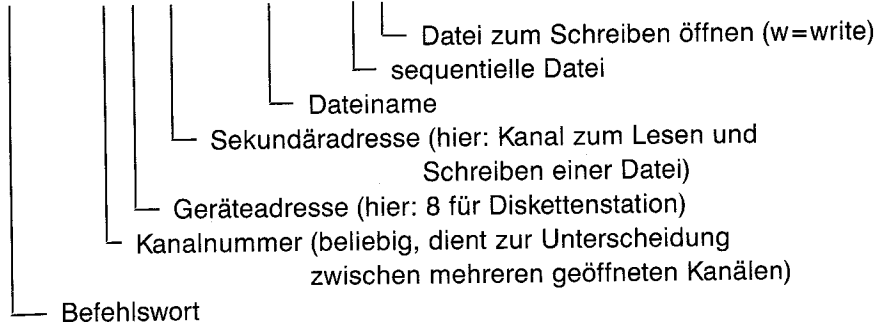 Datei zum Schreiben öffnen (w=write)
sequentielle Datei
Dateiname
Sekundäradresse (hier: Kanal zum Lesen und
Schreiben einer Datei)
Geräteadresse (hier: 8 für Diskettenstation)
Kanalnummer (beliebig, dient zur Unterscheidung
zwischen mehreren geöffneten Kanälen)
Befehlswort